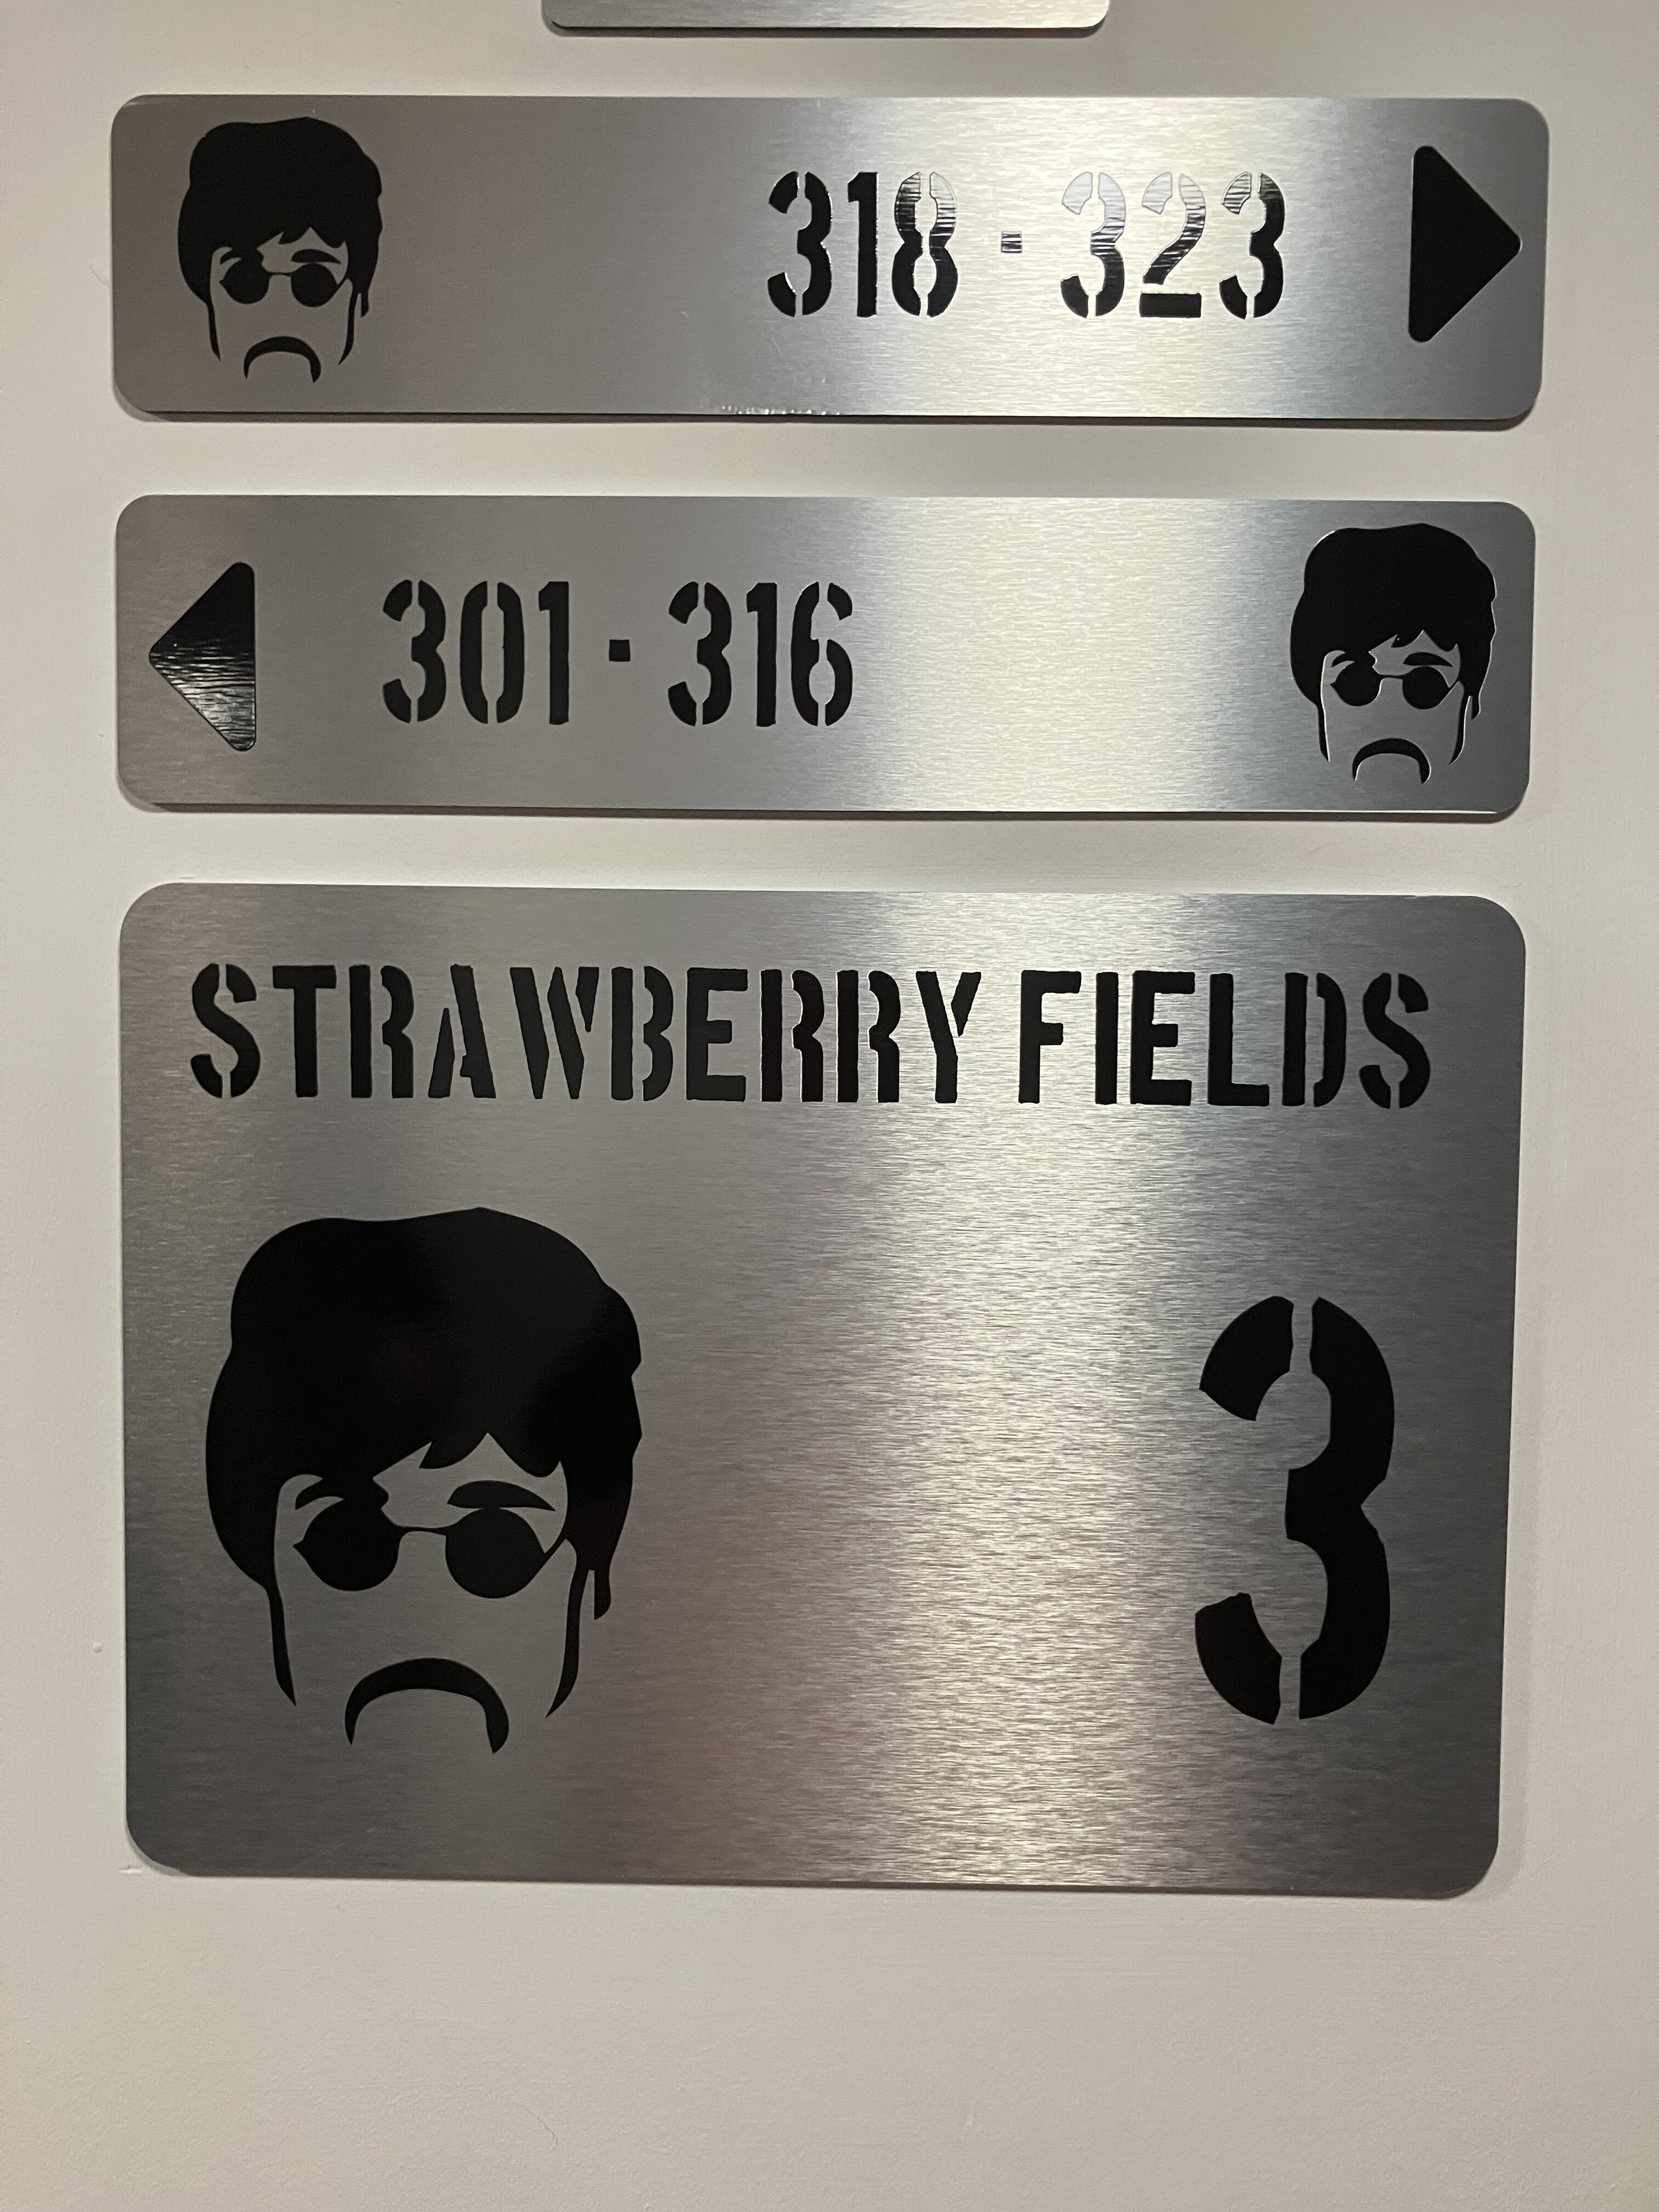 318 - 323
301 - 316
STRAWBERRY FIELDS
3